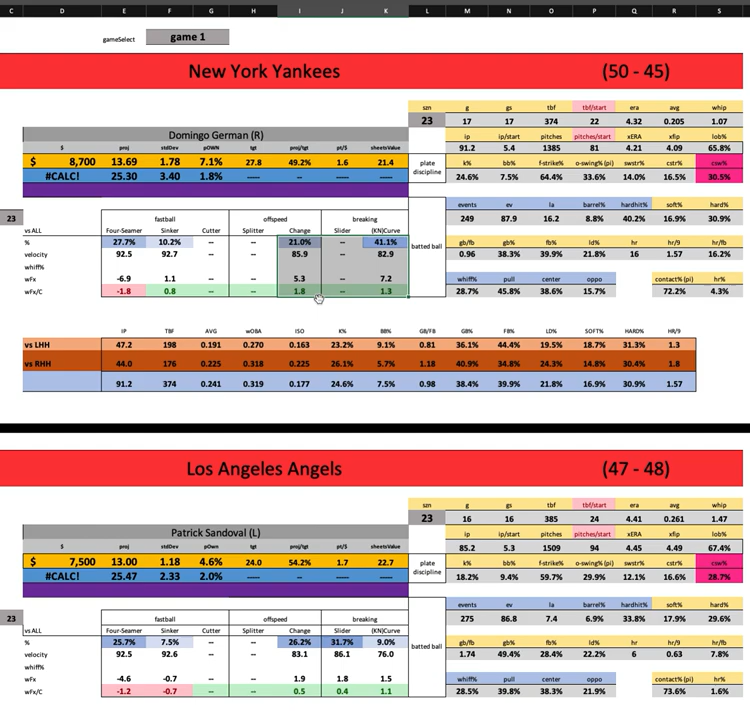 C D E F G H I J K L M N O P Q R S
gameSelect game 1
New York Yankees (50 - 45)
szn g gs tbf tbf/start era avg whip
23 17 17 374 22 4.32 0.205 1.07
Domingo German (R) ip ip/start pitches pitches/start xERA xfip lob%
91.2 5.4 1385 81 4.21 4.09 65.8%
$ proj stdDev pOWN tgt proj/tgt pt/$ sheetsValue
$ 8,700 13.69 1.78 7.1% 27.8 49.2% 1.6 21.4
plate discipline k% bb% f-strike% o-swing% (pi) swstr% cstr% csw%
#CALC! 25.30 3.40 1.8% ---- --- ---- ----
24.6% 7.5% 64.4% 33.6% 14.0% 16.5% 30.5%
events ev la barrel% hardhit% soft% hard%
23 fastball offspeed breaking
249 87.9 16.2 8.8% 40.2% 16.9% 30.9%
vs ALL Four-Seamer Sinker Cutter Splitter Change Slider (KN)Curve
% 27.7% 10.2% -- -- 21.0% -- 41.1%
batted ball gb/fb gb% fb% ld% hr hr/9 hr/fb
velocity 92.5 92.7 -- -- 85.9 -- 82.9
0.96 38.3% 39.9% 21.8% 16 1.57 16.2%
whiff%
wFx -6.9 1.1 5.3 7.2
whiff% pull center oppo contact% (pi) hr%
wFx/C -1.8 0.8 -- -- 1.8 -- 1.3
28.7% 45.8% 38.6% 15.7% 72.2% 4.3%
IP TBF AVG wOBA ISO K% BB% GB/FB GB% FB% LD% SOFT% HARD% HR/9
vs LHH 47.2 198 0.191 0.270 0.163 23.2% 9.1% 0.81 36.1% 44.4% 19.5% 18.7% 31.3% 1.3
vs RHH 44.0 176 0.225 0.318 0.225 26.1% 5.7% 1.18 40.9% 34.8% 24.3% 14.8% 30.4% 1.8
91.2 374 0.241 0.319 0.177 24.6% 7.5% 0.98 38.4% 39.9% 21.8% 16.9% 30.9% 1.57
Los Angeles Angels (47 - 48)
szn g gs tbf tbf/start era avg whip
23 16 16 385 24 4.41 0.261 1.47
Patrick Sandoval (L) ip ip/start pitches pitches/start xERA xfip lob%
85.2 5.3 1509 94 4.45 4.49 67.4%
$ proj stdDev pOwn tgt proj/tgt pt/$ sheetsValue
$ 7,500 13.00 1.18 4.6% 24.0 54.2% 1.7 22.7
plate discipline k% bb% f-strike% o-swing% (pi) swstr% cstr% csw%
#CALC! 25.47 2.33 2.0% ---- --- ---- ----
18.2% 9.4% 59.7% 29.9% 12.1% 16.6% 28.7%
events ev la barrel% hardhit% soft% hard%
23 fastball offspeed breaking
275 86.8 7.4 6.9% 33.8% 17.9% 29.6%
vs ALL Four-Seamer Sinker Cutter Splitter Change Slider (KN)Curve
% 25.7% 7.5% -- -- 26.2% 31.7% 9.0%
batted ball gb/fb gb% fb% ld% hr hr/9 hr/fb
velocity 92.5 92.6 -- -- 83.1 86.1 76.0
1.74 49.4% 28.4% 22.2% 6 0.63 7.8%
whiff%
wFx -4.6 -0.7 1.9 1.8 1.5
whiff% pull center oppo contact% (pi) hr%
wFx/C -1.2 -0.7 -- -- 0.5 0.4 1.1
28.5% 39.8% 38.3% 21.9% 73.6% 1.6%